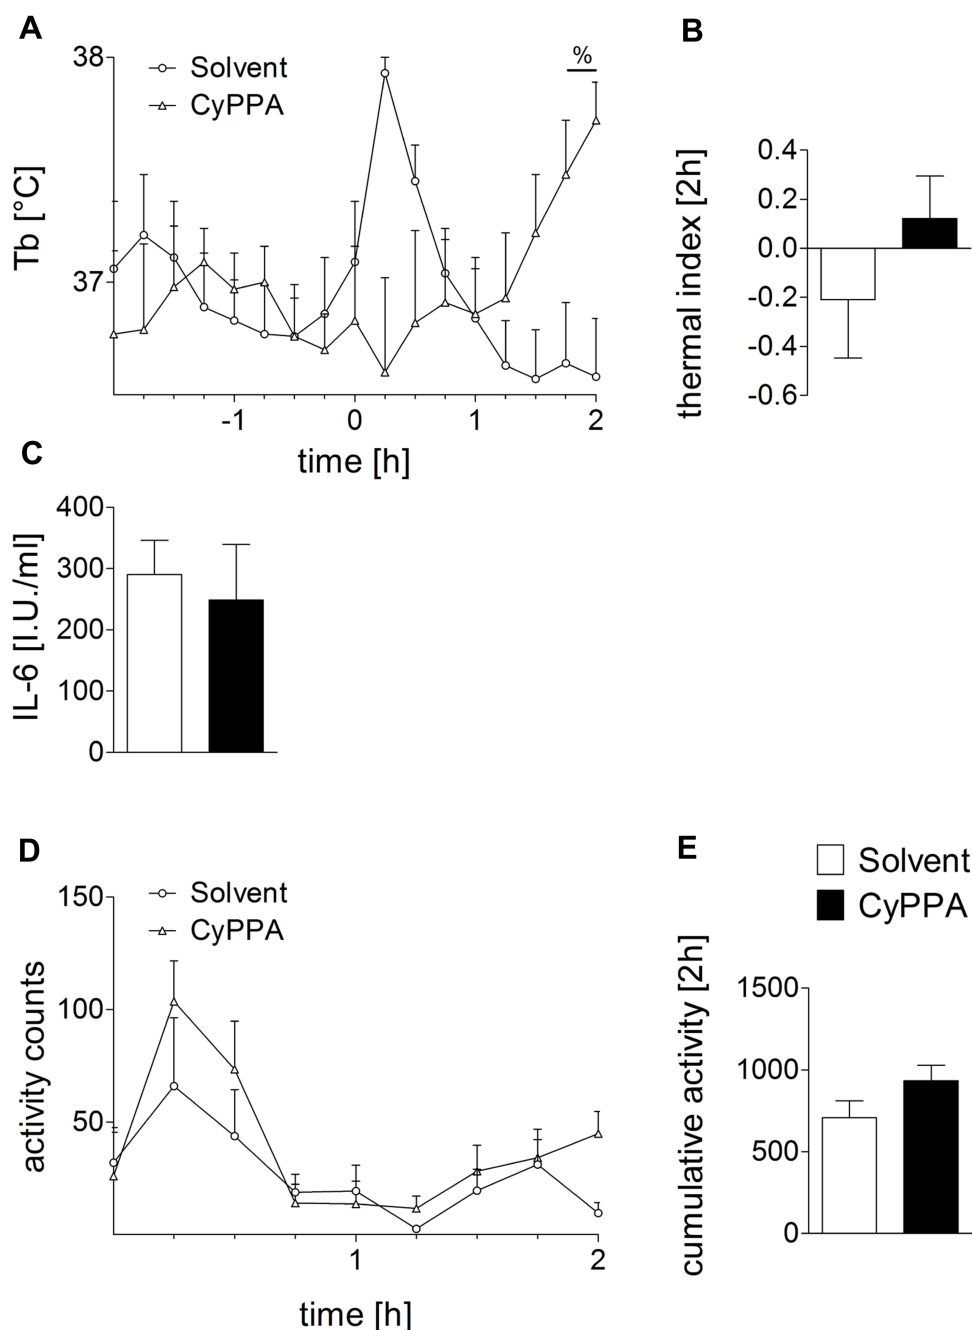 A
Solvent
CyPPA
%
38
37
Tb [°C]
-1
0
1
2
time [h]
B
0.4
0.2
0.0
-0.2
-0.4
-0.6
thermal index [2h]
C
400
300
200
100
0
IL-6 [I.U./ml]
D
Solvent
CyPPA
150
100
50
activity counts
1
2
time [h]
E
Solvent
CyPPA
1500
1000
500
0
cumulative activity [2h]